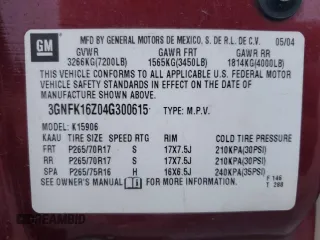 GM
MFD BY GENERAL MOTORS DE MEXICO, S. DE R.L. DE C.V. 05/04
GVWR GAWR FRT GAWR RR
3266KG(7200LB) 1565KG(3450LB) 1814KG(4000LB)
THIS VEHICLE CONFORMS TO ALL APPLICABLE U.S. FEDERAL MOTOR
VEHICLE SAFETY STANDARDS IN EFFECT ON THE DATE OF
MANUFACTURE SHOWN ABOVE.
3GNFK16Z04G300615 TYPE: M.P.V.
MODEL: K15906
KAAU TIRE SIZE SPEED RTG RIM COLD TIRE PRESSURE
FRT P265/70R17 S 17X7.5J 210KPA(30PSI)
RR P265/70R17 S 17X7.5J 210KPA(30PSI)
SPA P265/75R16 H 16X6.5J 240KPA(35PSI)
SEE OWNER'S MANUAL FOR ADDITIONAL INFORMATION.
F 146
T 298